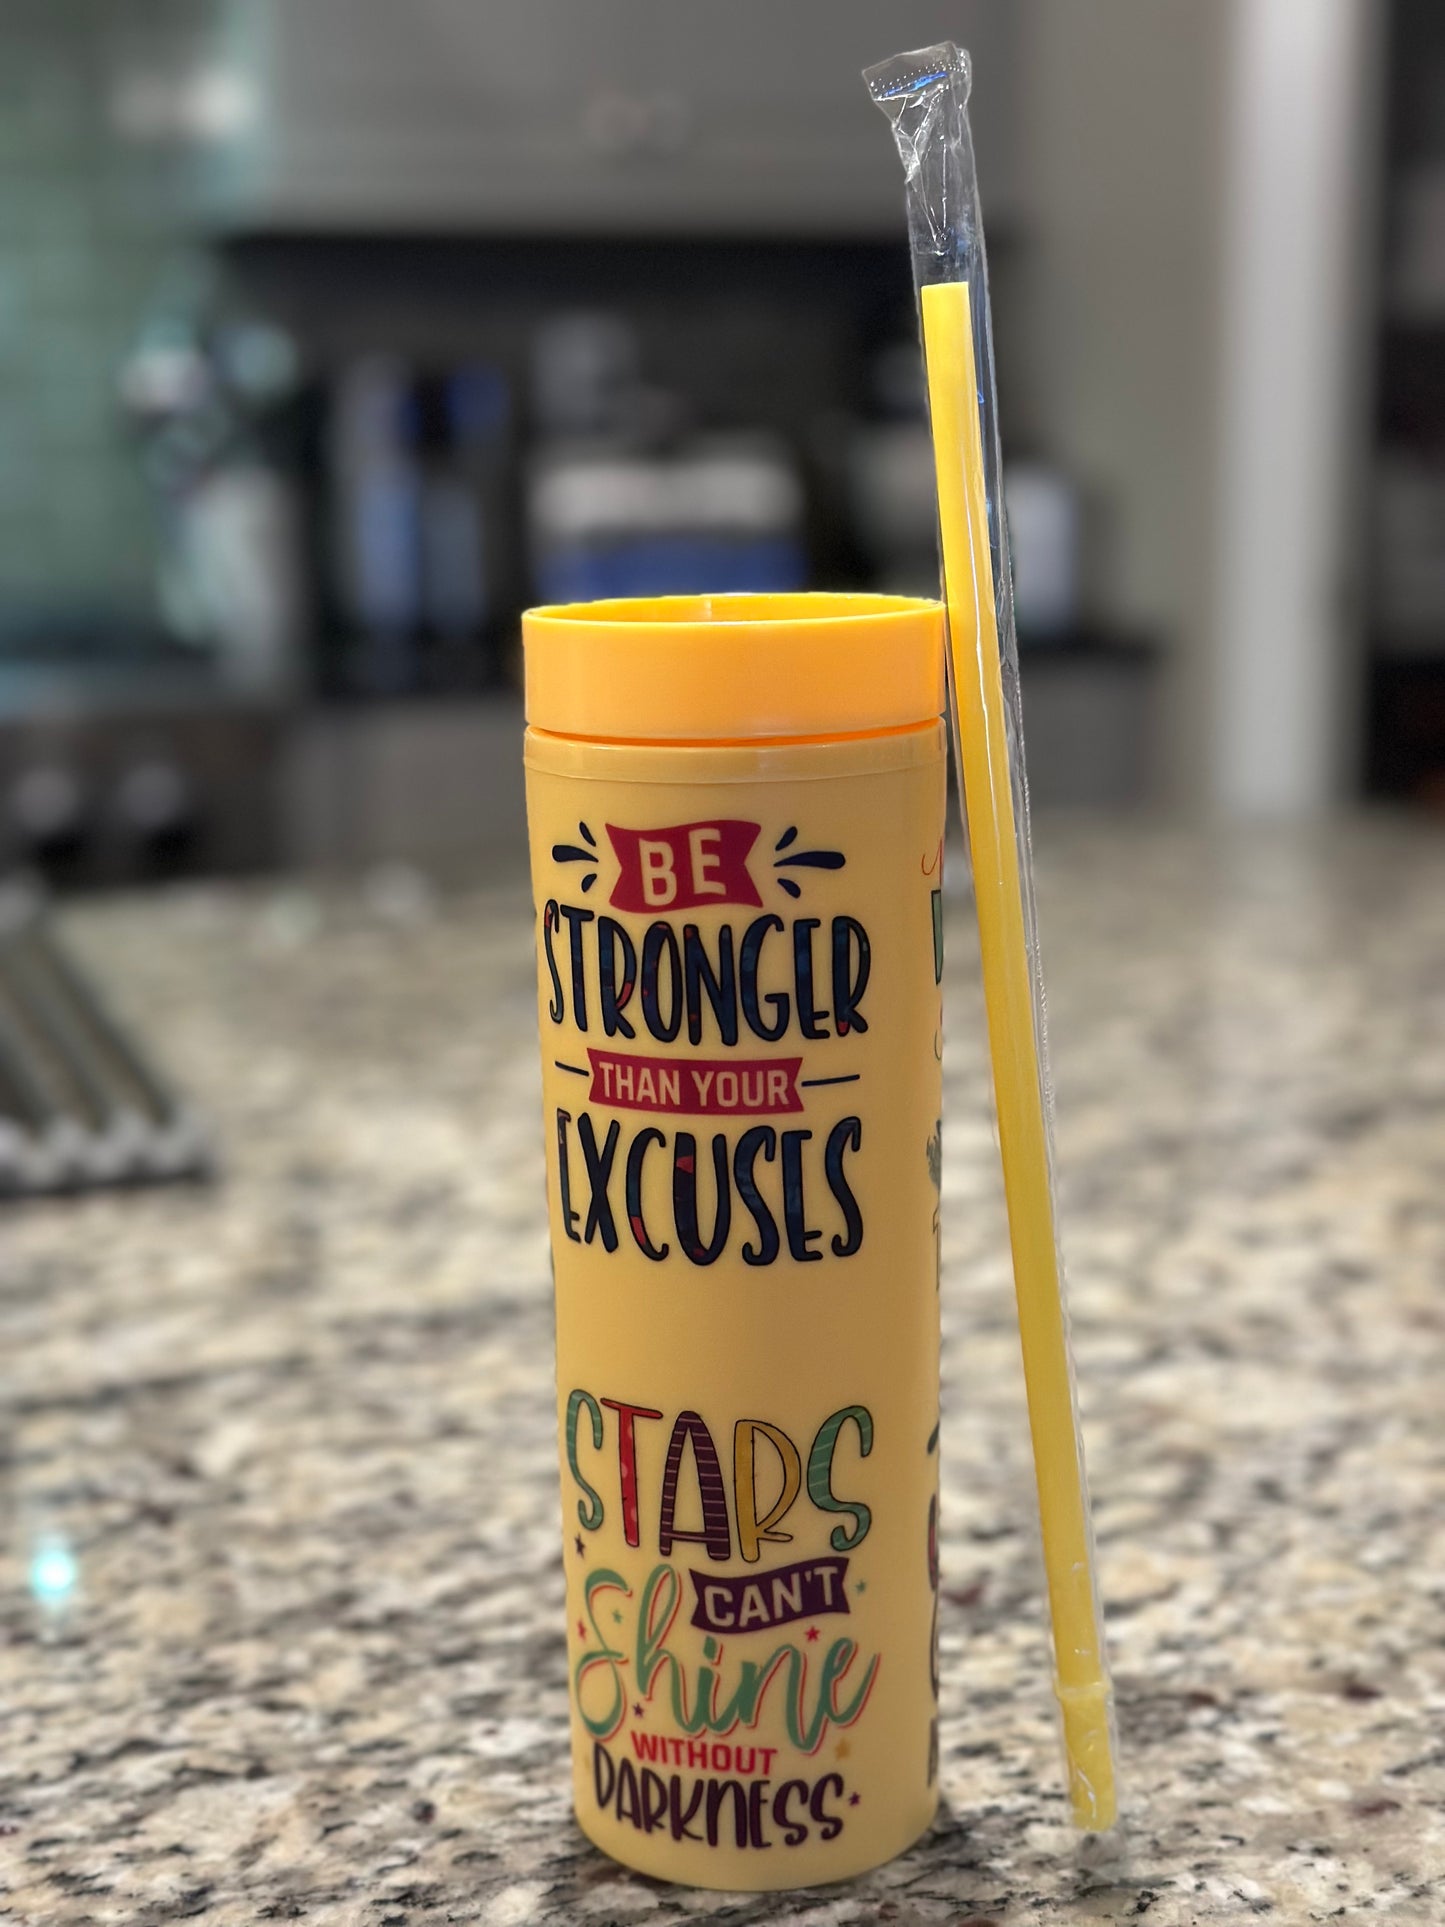 BE
STRONGER
THAN YOUR
EXCUSES
STARS
CAN'T
Shine
WITHOUT
DARKNESS